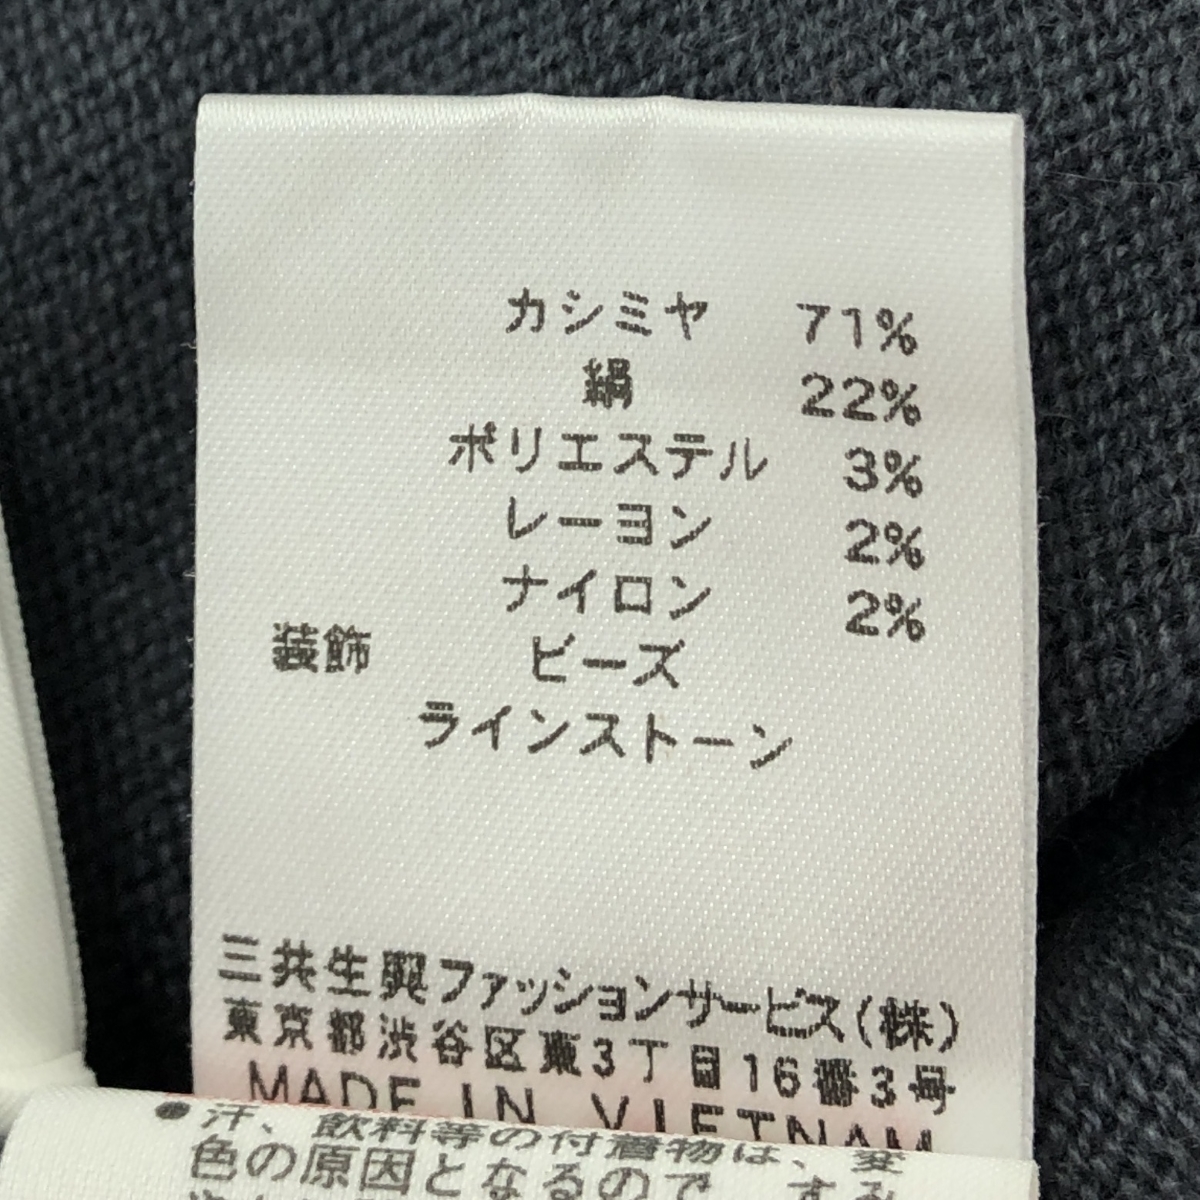 カシミヤ 71%
絹 22%
ポリエステル 3%
レーヨン 2%
ナイロン 2%
装飾 ビーズ
ラインストーン
三共生興ファッションサービス(株)
東京都渋谷区東3丁目16番3号
MADE IN VIETNAM
●汗、飲料等の付着物は、変
色の原因となるので、すみ